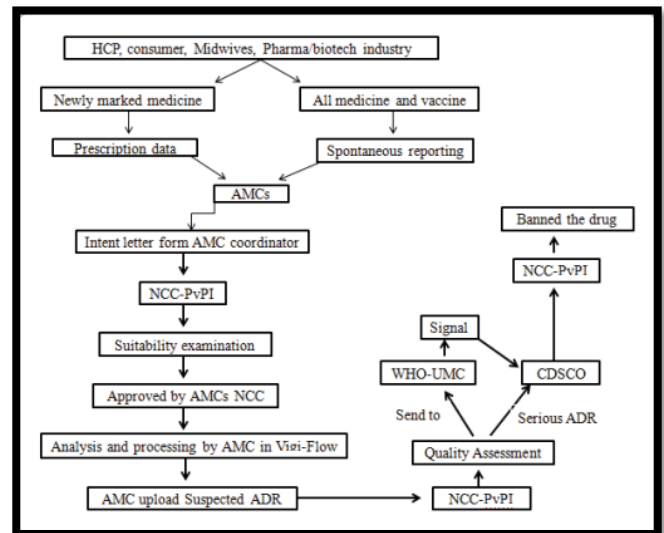 HCP, consumer, Midwives, Pharma/biotech industry
Newly marked medicine
All medicine and vaccine
Prescription data
Spontaneous reporting
AMCs
Intent letter form AMC coordinator
NCC-PvPI
Suitability examination
Approved by AMCs NCC
Analysis and processing by AMC in Vigi-Flow
AMC upload Suspected ADR
NCC-PvPI
Quality Assessment
Send to
Serious ADR
WHO-UMC
CDSCO
Signal
NCC-PvPI
Banned the drug